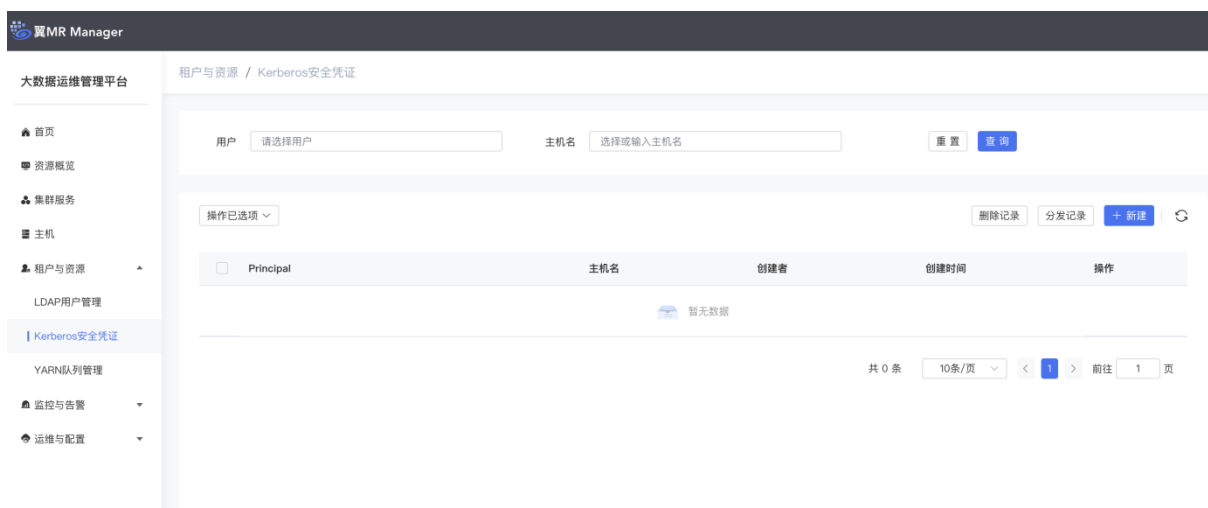 翼MR Manager
大数据运维管理平台
租户与资源 / Kerberos安全凭证
首页
资源概览
集群服务
主机
租户与资源
LDAP用户管理
Kerberos安全凭证
YARN队列管理
监控与告警
运维与配置
用户 请选择用户 主机名 选择或输入主机名 重置 查询
操作已选项 删除记录 分发记录 + 新建
Principal 主机名 创建者 创建时间 操作
暂无数据
共 0 条 10条/页 < 1 > 前往 1 页